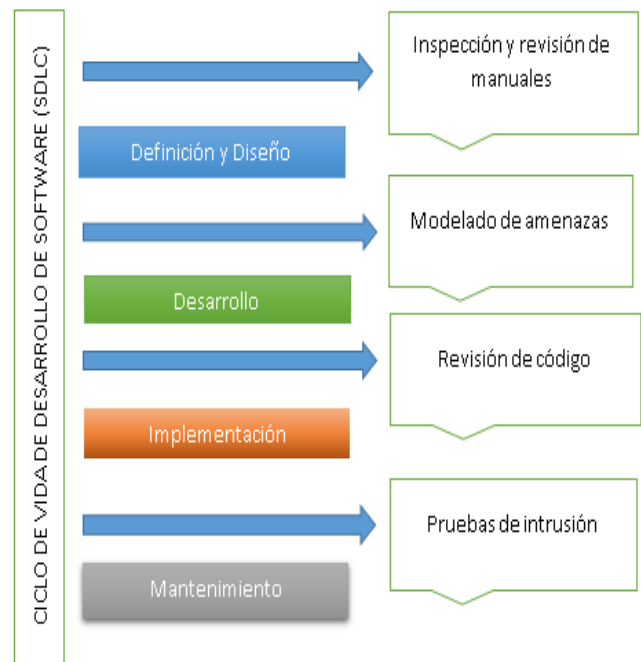 CICLO DE VIDA DE DESARROLLO DE SOFTWARE (SDLC)
Inspección y revisión de
manuales
Definición y Diseño
Modelado de amenazas
Desarrollo
Revisión de código
Implementación
Pruebas de intrusión
Mantenimiento